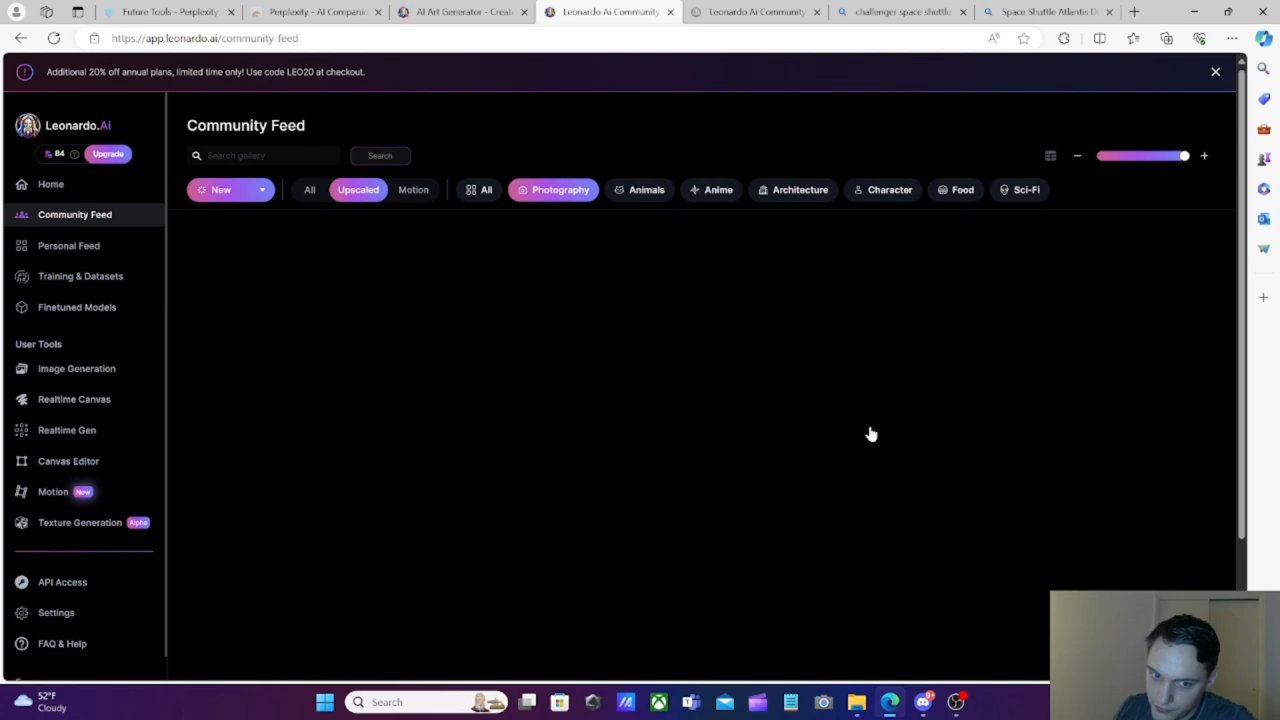 Future Tools - Perplexity
Perplexity - AI Companio
AI Art Generator - Create
Leonardo Ai Community
Leonardo Ai Community
challenger space shuttle
Space Shuttle Atlantis D
https://app.leonardo.ai/community-feed
Additional 20% off annual plans, limited time only! Use code LEO20 at checkout.
Leonardo.Ai
84
Upgrade
Home
Community Feed
Personal Feed
Training & Datasets
Finetuned Models
User Tools
Image Generation
Realtime Canvas
Realtime Gen
Canvas Editor
Motion New
Texture Generation Alpha
API Access
Settings
FAQ & Help
Community Feed
Search gallery
Search
New
All
Upscaled
Motion
All
Photography
Animals
Anime
Architecture
Character
Food
Sci-Fi
52°F
Cloudy
Search